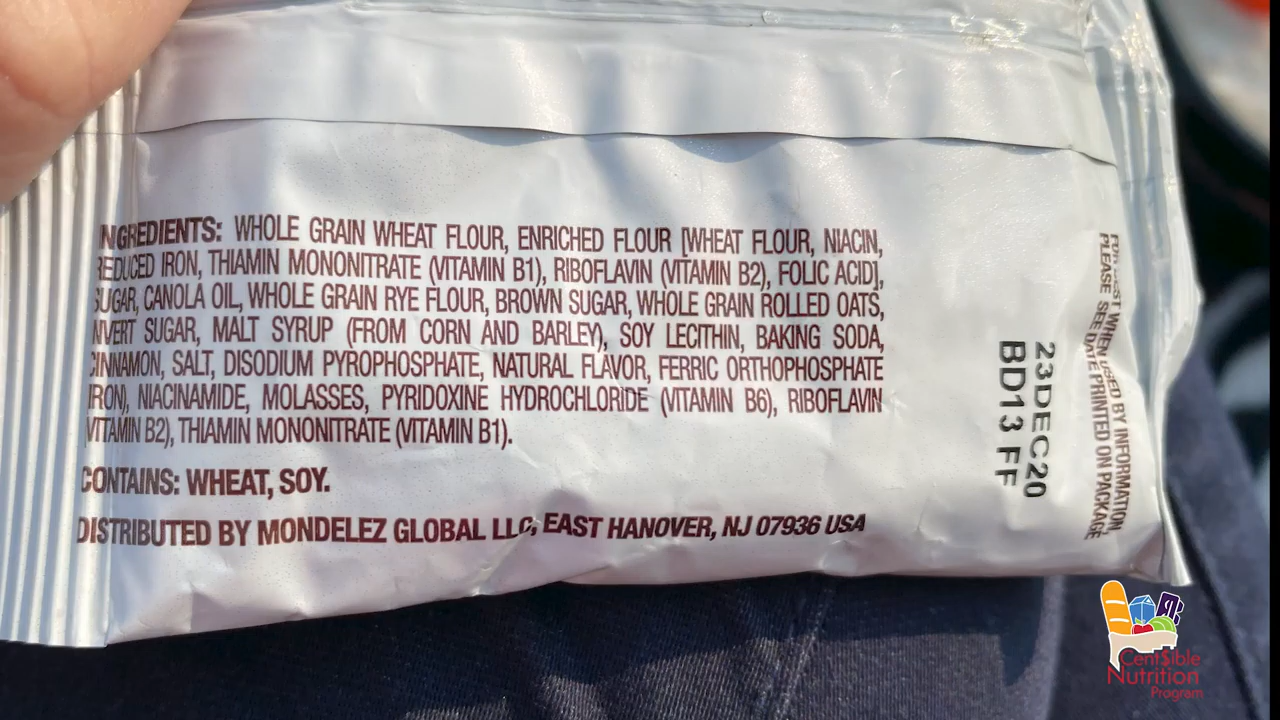 NGREDIENTS: WHOLE GRAIN WHEAT FLOUR, ENRICHED FLOUR [WHEAT FLOUR, NIACIN,
REDUCED IRON, THIAMIN MONONITRATE (VITAMIN B1), RIBOFLAVIN (VITAMIN B2), FOLIC ACID],
SUGAR, CANOLA OIL, WHOLE GRAIN RYE FLOUR, BROWN SUGAR, WHOLE GRAIN ROLLED OATS,
NVERT SUGAR, MALT SYRUP (FROM CORN AND BARLEY), SOY LECITHIN, BAKING SODA,
CINNAMON, SALT, DISODIUM PYROPHOSPHATE, NATURAL FLAVOR, FERRIC ORTHOPHOSPHATE
IRON), NIACINAMIDE, MOLASSES, PYRIDOXINE HYDROCHLORIDE (VITAMIN B6), RIBOFLAVIN
VITAMIN B2), THIAMIN MONONITRATE (VITAMIN B1).
CONTAINS: WHEAT, SOY.
DISTRIBUTED BY MONDELEZ GLOBAL LLC, EAST HANOVER, NJ 07936 USA
23DEC20
BD13 FF
WHEN USED BY INFORMATION,
PLEASE SEE DATE PRINTED ON PACKAGE
Cent$ible
Nutrition
Program